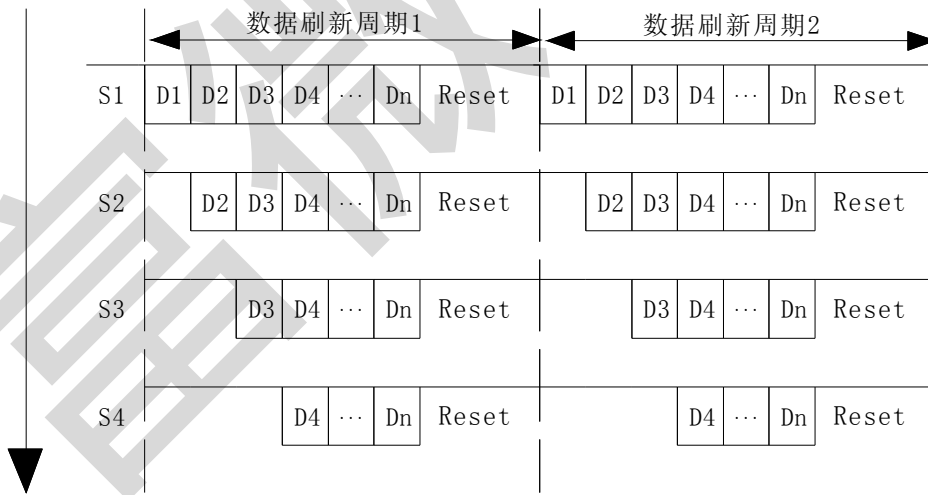 数据刷新周期1 数据刷新周期2
S1 D1 D2 D3 D4 ··· Dn Reset D1 D2 D3 D4 ··· Dn Reset
S2 D2 D3 D4 ··· Dn Reset D2 D3 D4 ··· Dn Reset
S3 D3 D4 ··· Dn Reset D3 D4 ··· Dn Reset
S4 D4 ··· Dn Reset D4 ··· Dn Reset
富微